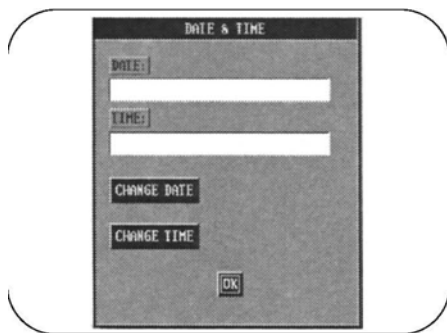 DATE & TIME
DATE:
TIME:
CHANGE DATE
CHANGE TIME
OK